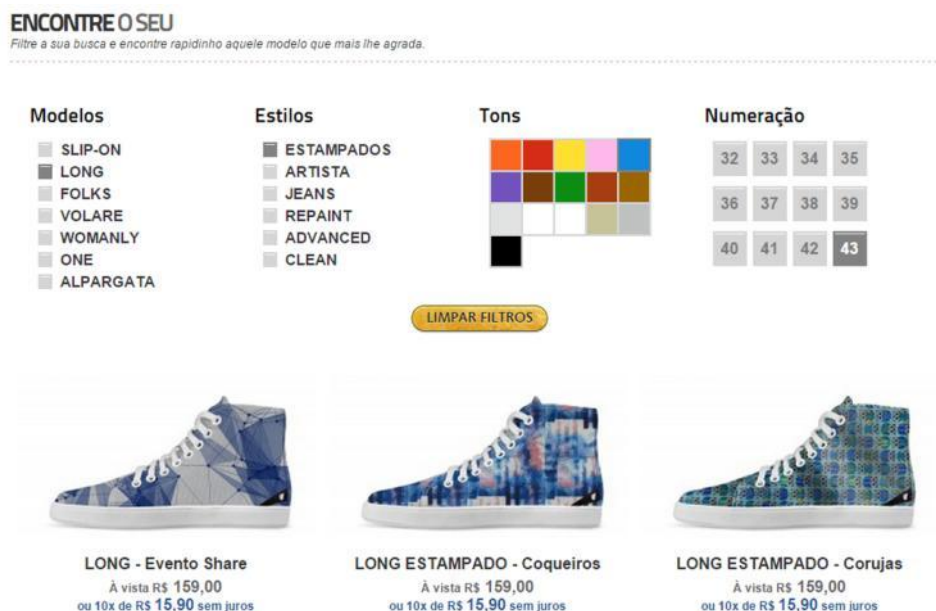 ENCONTRE O SEU
Filtre a sua busca e encontre rapidinho aquele modelo que mais lhe agrada.
Modelos
SLIP-ON
LONG
FOLKS
VOLARE
WOMANLY
ONE
ALPARGATA
Estilos
ESTAMPADOS
ARTISTA
JEANS
REPAINT
ADVANCED
CLEAN
Tons
Numeração
32 33 34 35
36 37 38 39
40 41 42 43
LIMPAR FILTROS
LONG - Evento Share
À vista R$ 159,00
ou 10x de R$ 15,90 sem juros
LONG ESTAMPADO - Coqueiros
À vista R$ 159,00
ou 10x de R$ 15,90 sem juros
LONG ESTAMPADO - Corujas
À vista R$ 159,00
ou 10x de R$ 15,90 sem juros